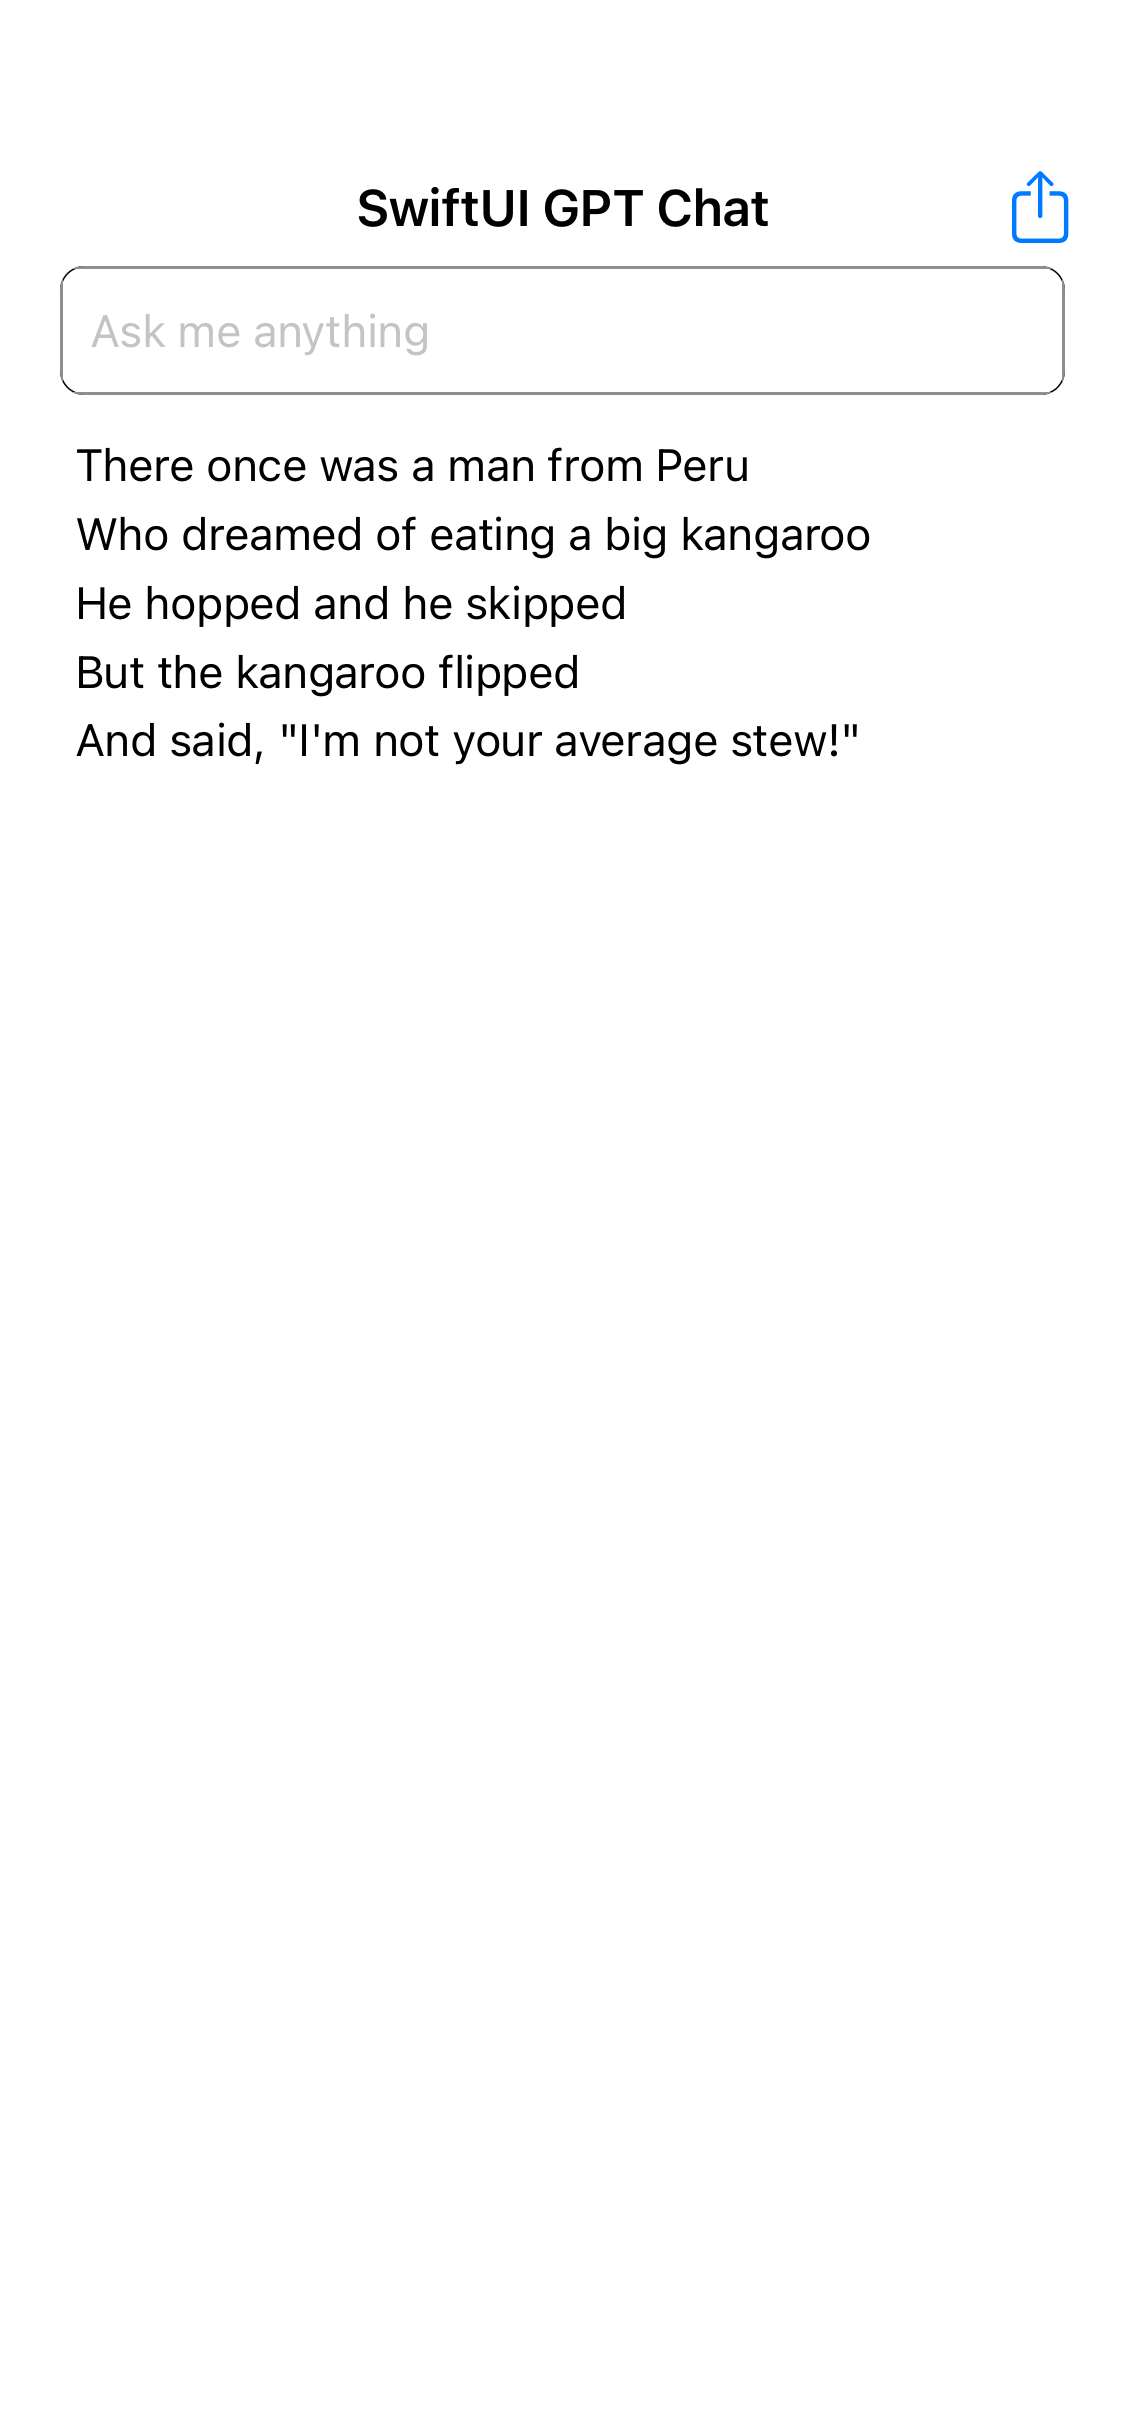 SwiftUI GPT Chat
Ask me anything
There once was a man from Peru
Who dreamed of eating a big kangaroo
He hopped and he skipped
But the kangaroo flipped
And said, "I'm not your average stew!"